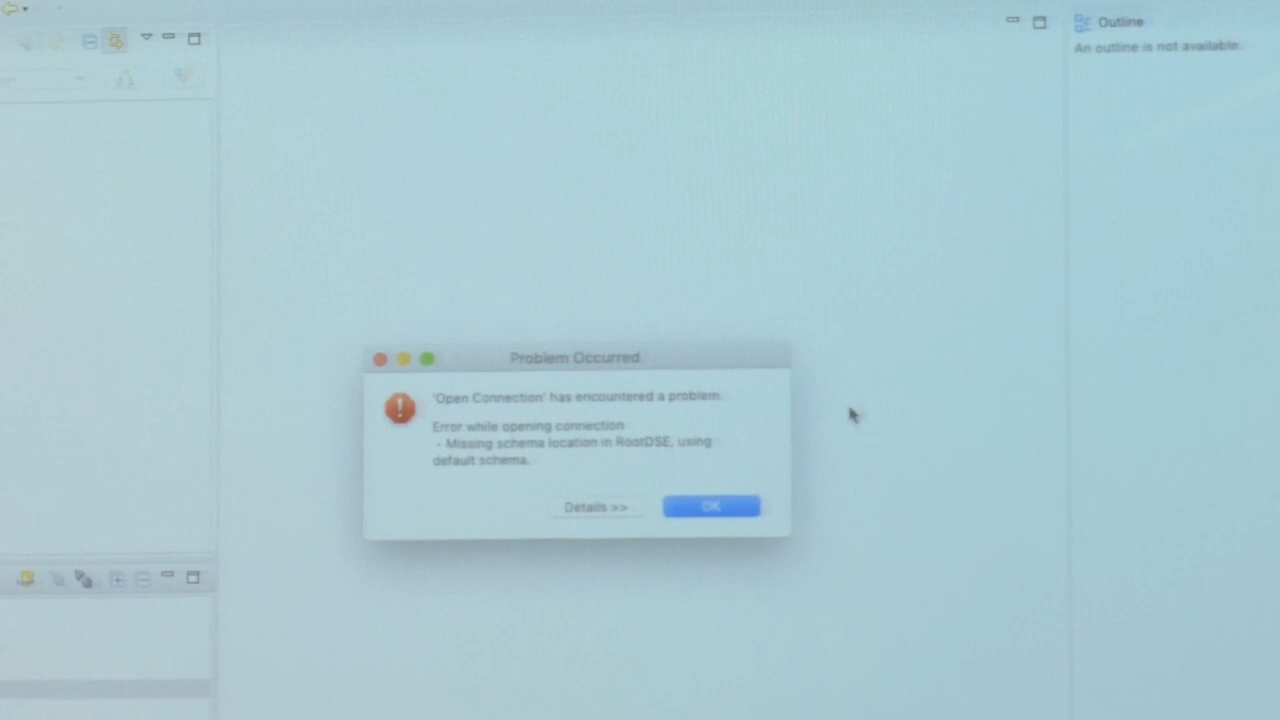 Outline
An outline is not available.
Problem Occurred
'Open Connection' has encountered a problem.
Error while opening connection
- Missing schema location in RootDSE, using
default schema.
Details >>
OK